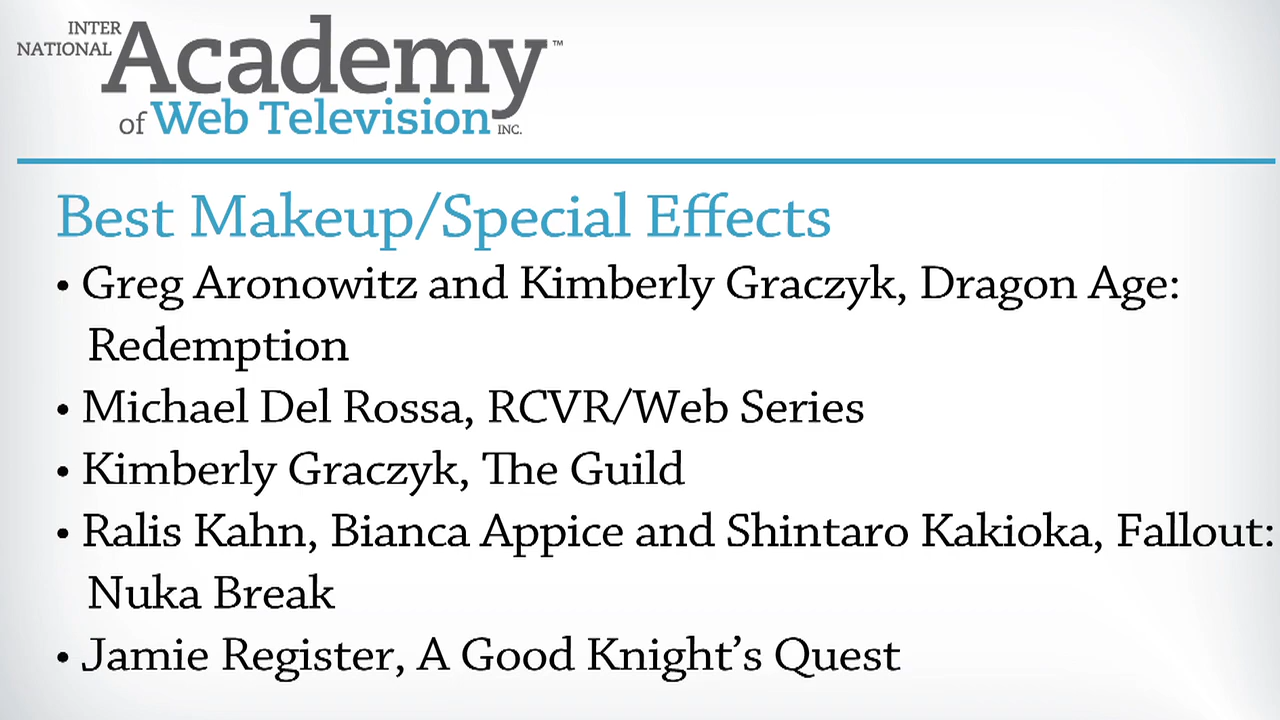 INTER
NATIONAL
Academy™
of Web Television INC.
Best Makeup/Special Effects
• Greg Aronowitz and Kimberly Graczyk, Dragon Age:
Redemption
• Michael Del Rossa, RCVR/Web Series
• Kimberly Graczyk, The Guild
• Ralis Kahn, Bianca Appice and Shintaro Kakioka, Fallout:
Nuka Break
• Jamie Register, A Good Knight’s Quest